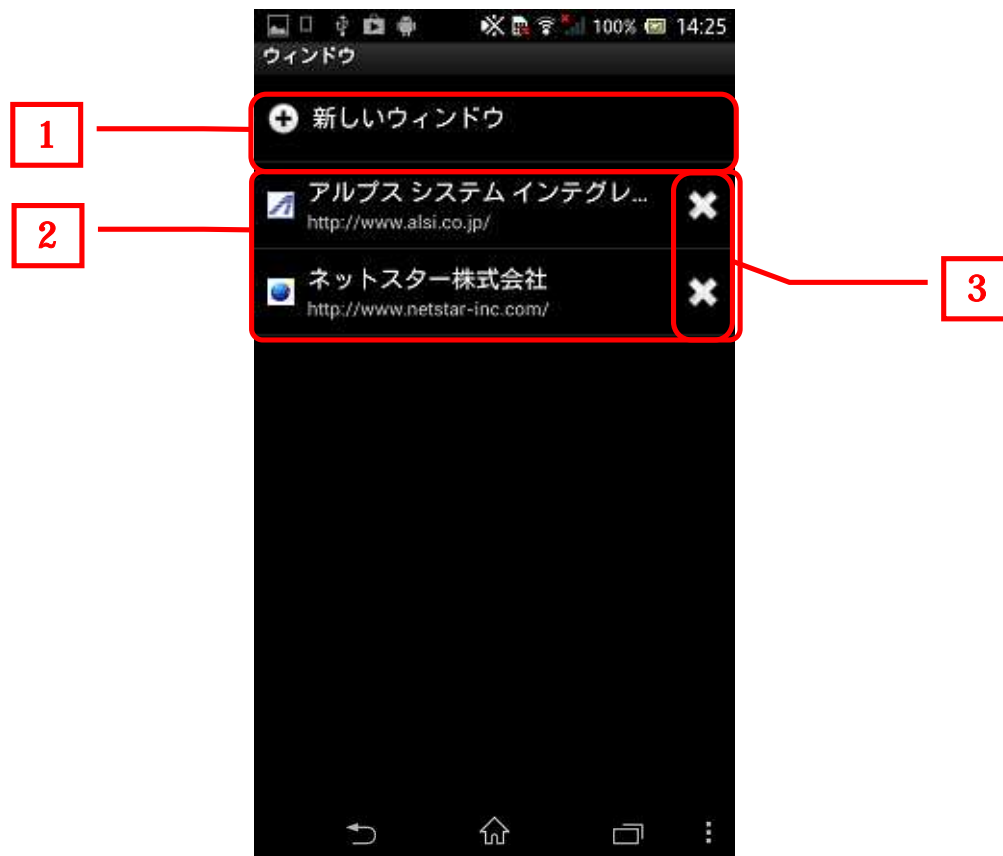 100% 14:25
ウィンドウ
1
新しいウィンドウ
2
アルプス システム インテグレ...
http://www.alsi.co.jp/
3
ネットスター株式会社
http://www.netstar-inc.com/